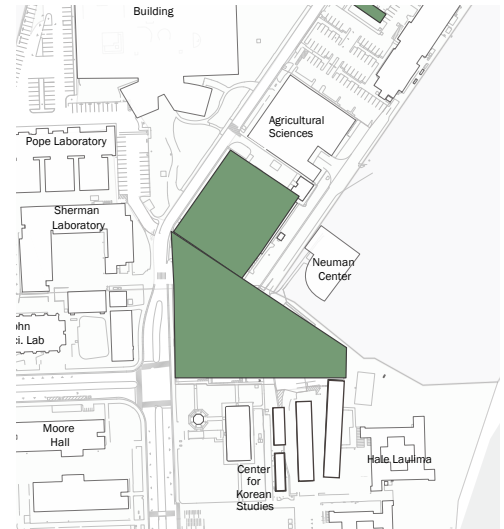 Building
Agricultural
Sciences
Pope Laboratory
Sherman
Laboratory
Neuman
Center
ohn
ci. Lab
Moore
Hall
Hale Laulima
Center
for
Korean
Studies